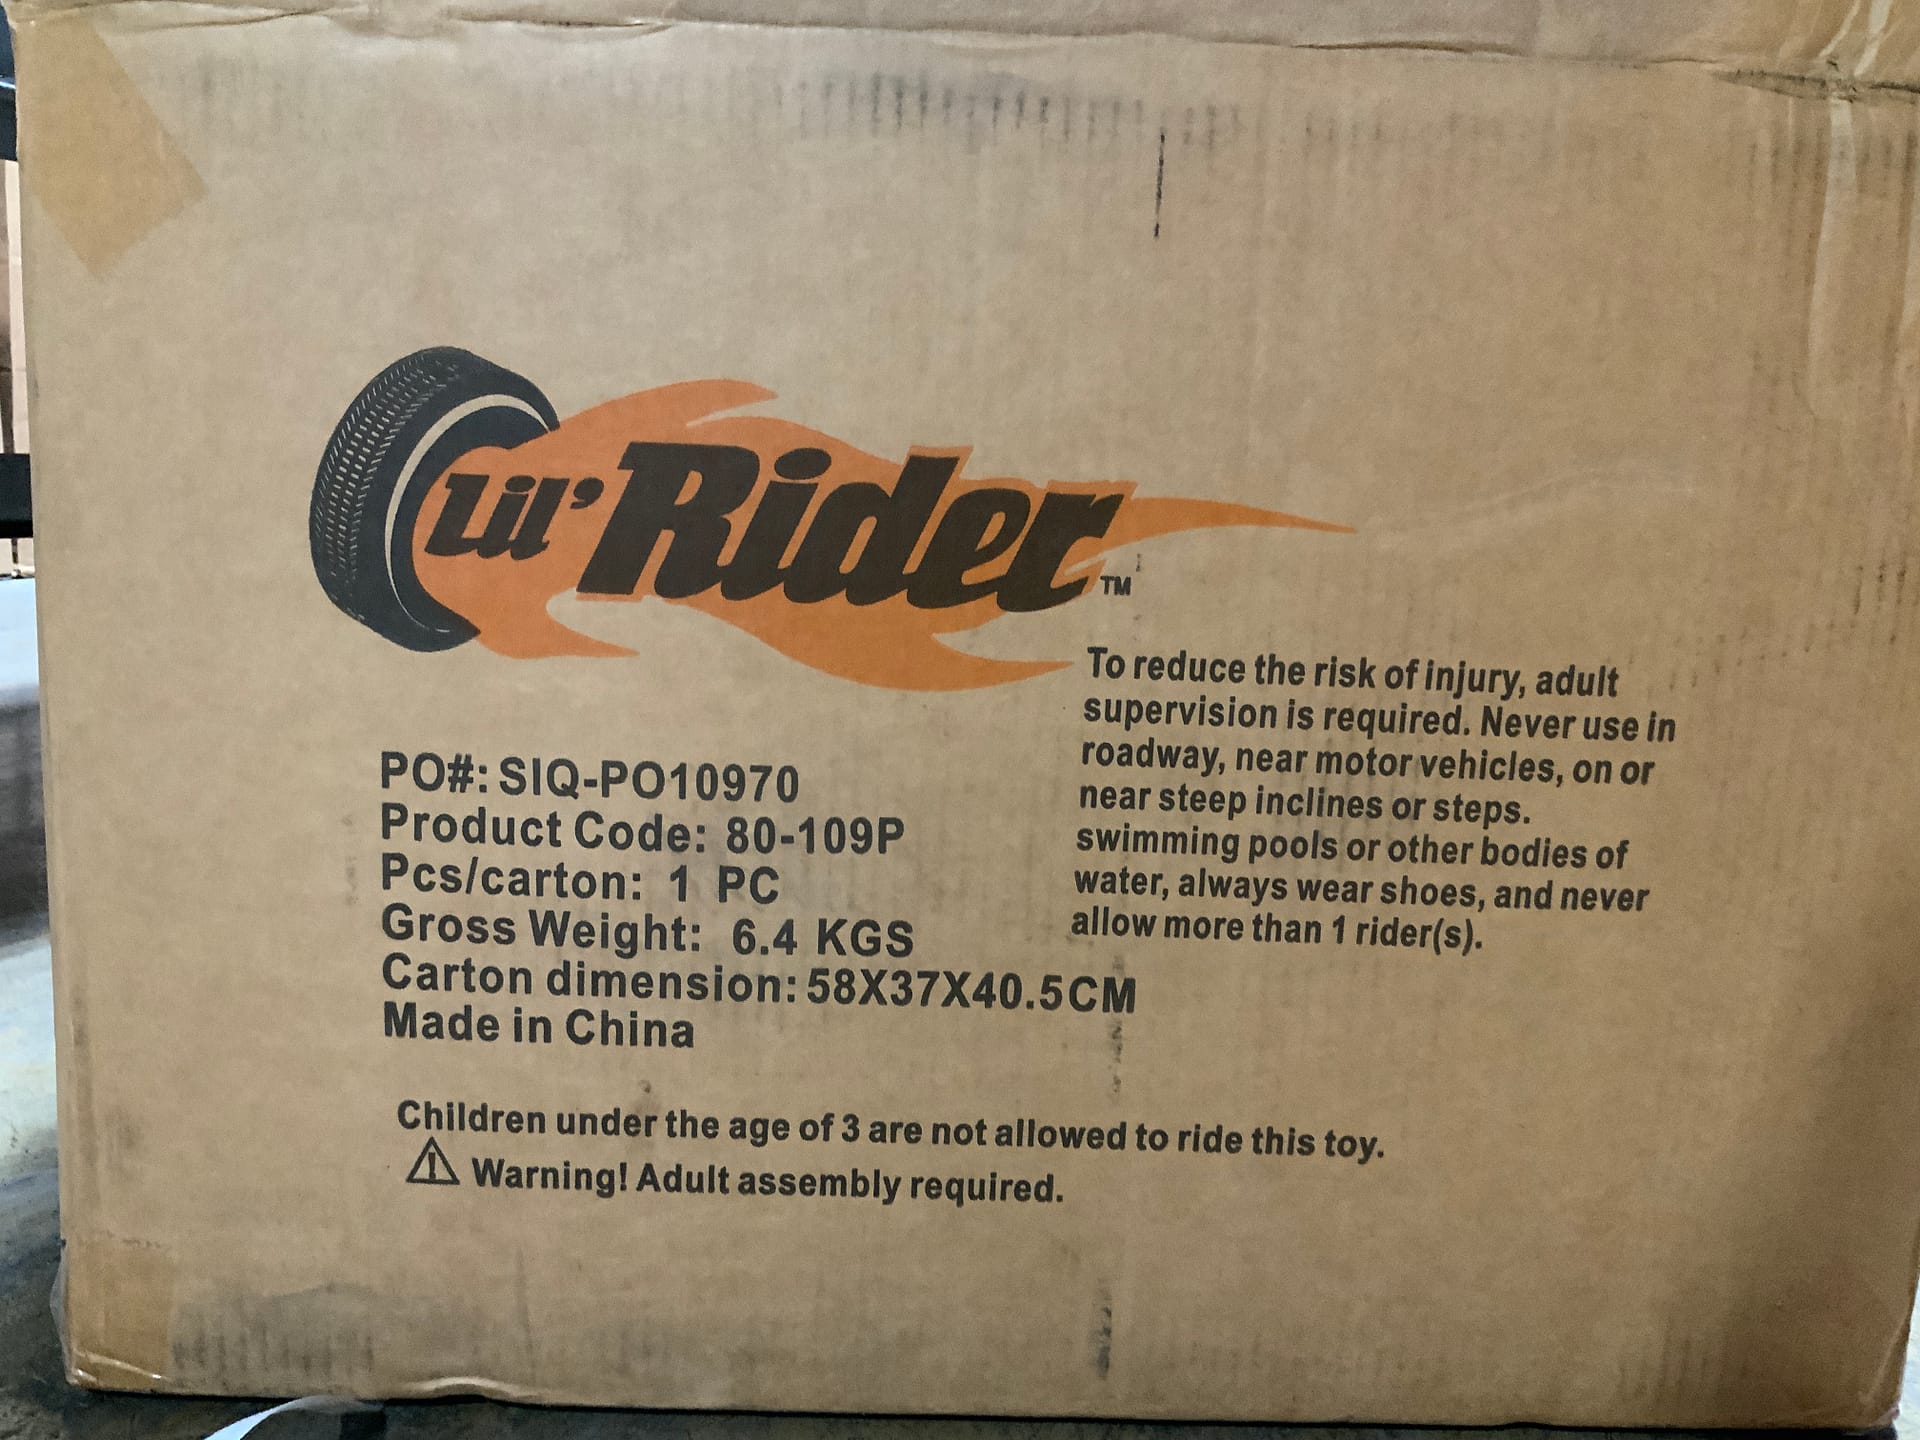 Lil' Rider TM
To reduce the risk of injury, adult
supervision is required. Never use in
roadway, near motor vehicles, on or
near steep inclines or steps.
swimming pools or other bodies of
water, always wear shoes, and never
allow more than 1 rider(s).
PO#: SIQ-PO10970
Product Code: 80-109P
Pcs/carton: 1 PC
Gross Weight: 6.4 KGS
Carton dimension: 58X37X40.5CM
Made in China
Children under the age of 3 are not allowed to ride this toy.
Warning! Adult assembly required.